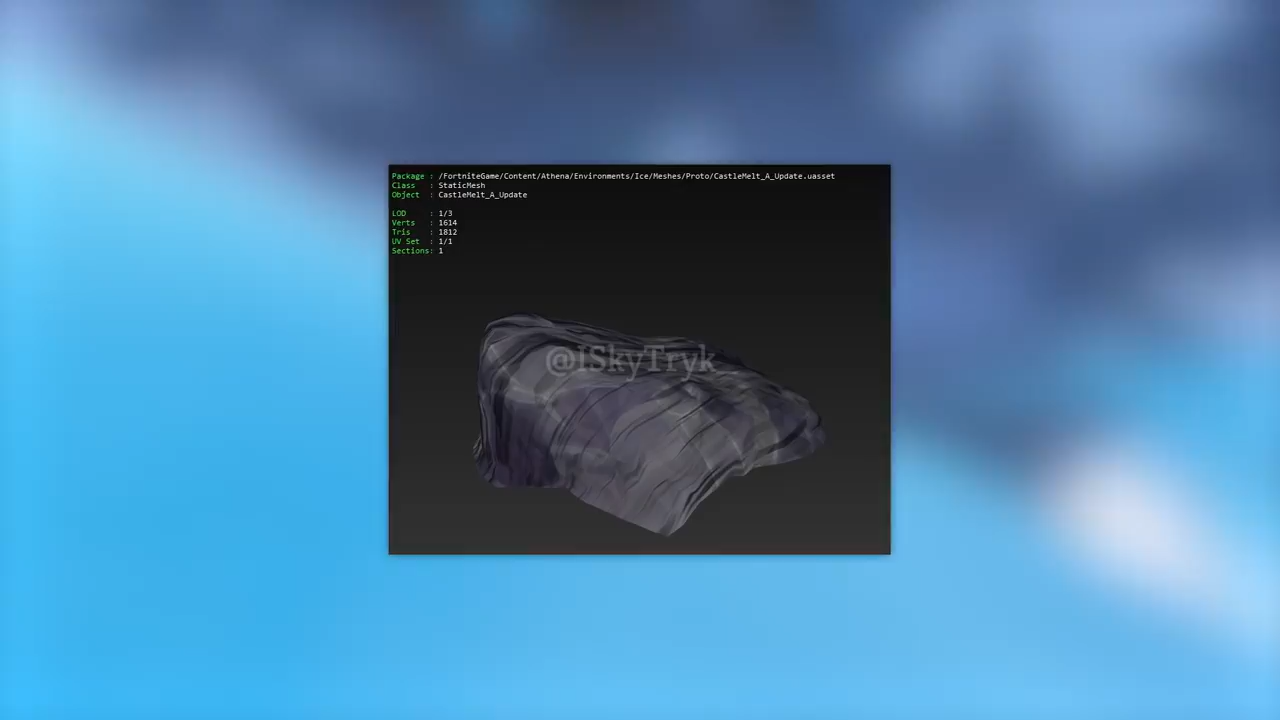 Package : /FortniteGame/Content/Athena/Environments/Ice/Meshes/Proto/CastleMelt_A_Update.uasset
Class : StaticMesh
Object : CastleMelt_A_Update
LOD : 1/3
Verts : 1614
Tris : 1812
UV Set : 1/1
Sections: 1
@ISkyTryk